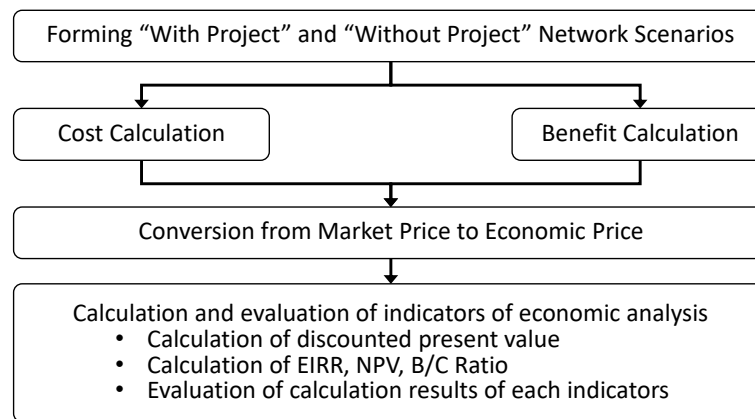 Forming “With Project” and “Without Project” Network Scenarios
Cost Calculation
Benefit Calculation
Conversion from Market Price to Economic Price
Calculation and evaluation of indicators of economic analysis
• Calculation of discounted present value
• Calculation of EIRR, NPV, B/C Ratio
• Evaluation of calculation results of each indicators